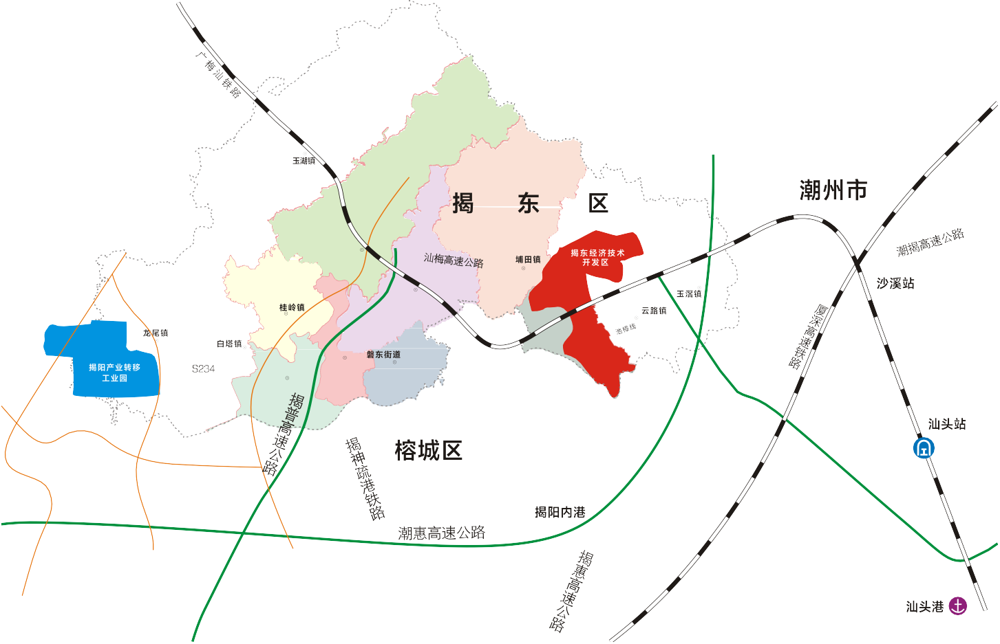 广梅汕铁路
玉湖镇
潮州市
揭东区
潮揭高速公路
揭东经济技术
开发区
汕梅高速公路
埔田镇
沙溪站
玉滘镇
桂岭镇
云路镇
池樟线
厦深高速铁路
龙尾镇
白塔镇
磐东街道
S234
揭阳产业转移
工业园
揭普高速公路
汕头站
榕城区
揭神疏港铁路
揭阳内港
潮惠高速公路
揭惠高速公路
汕头港